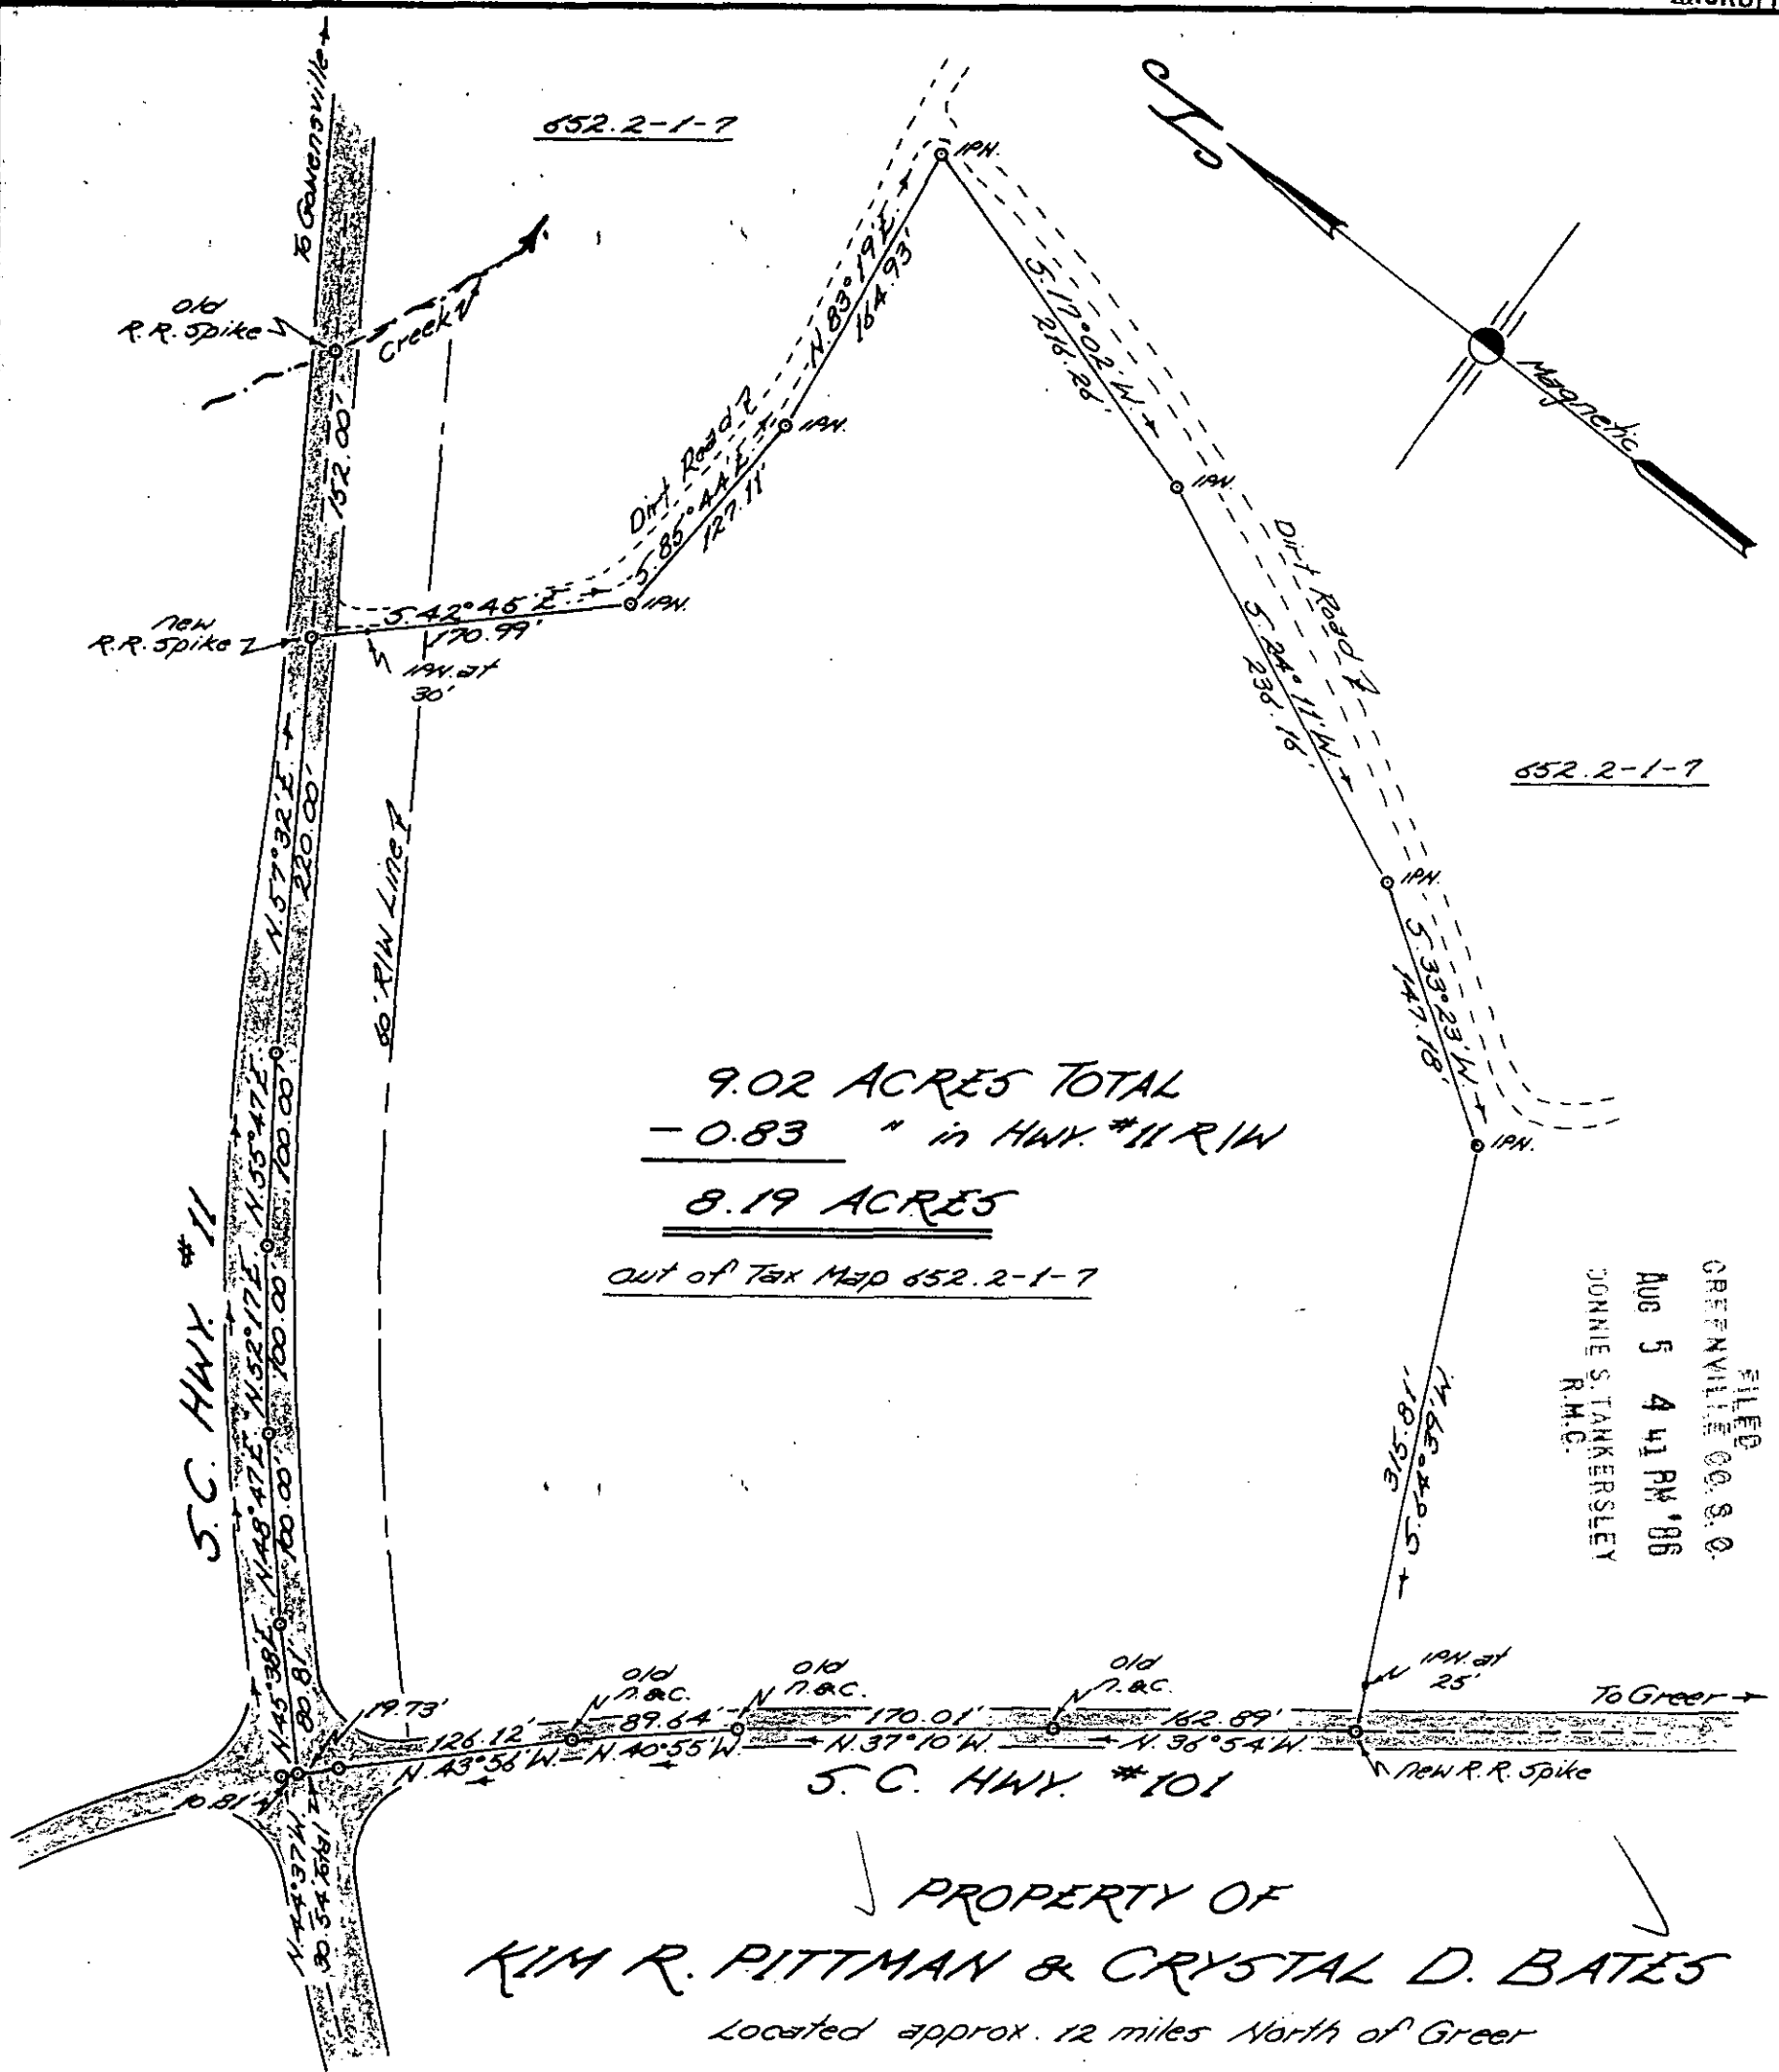 652.2-1-7
To Gowensville
old
R.R. Spike
Creek
152.00'
N. 83°19' E.
164.93'
IPN.
S. 17°02' W.
216.26'
Magnetic
Dirt Road
S. 85°44' E.
127.11'
IPN.
IPN.
new
R.R. Spike
S. 42°45' E.
170.99'
IPN.
IPN. at
30'
Dirt Road
S. 24°11' W.
236.16'
652.2-1-7
N. 57°32' E.
220.00'
60' R/W Line
IPN.
S. 33°23' W.
147.18'
IPN.
9.02 ACRES TOTAL
- 0.83 " in HWY. #11 R/W
8.19 ACRES
Out of Tax Map 652.2-1-7
S.C. HWY. #11
N. 55°47' E.
100.00'
N. 52°17' E.
100.00'
N. 48°47' E.
100.00'
N. 45°38' E.
80.81'
315.81'
S. 64°39' W.
FILED
GREENVILLE CO. S.C.
AUG 5 4 41 PM '86
DONNIE S. TANKERSLEY
R.M.C.
IPN. at
25'
To Greer
19.73'
old
n.&c.
old
n.&c.
old
n.&c.
126.12'
89.64'
170.01'
162.89'
N. 43°56' W.
N. 40°55' W.
N. 37°10' W.
N. 36°54' W.
new R.R. Spike
S. C. HWY. #101
10.81'
N. 44°37' W.
30.54' Total
PROPERTY OF
KIM R. PITTMAN & CRYSTAL D. BATES
Located approx. 12 miles North of Greer